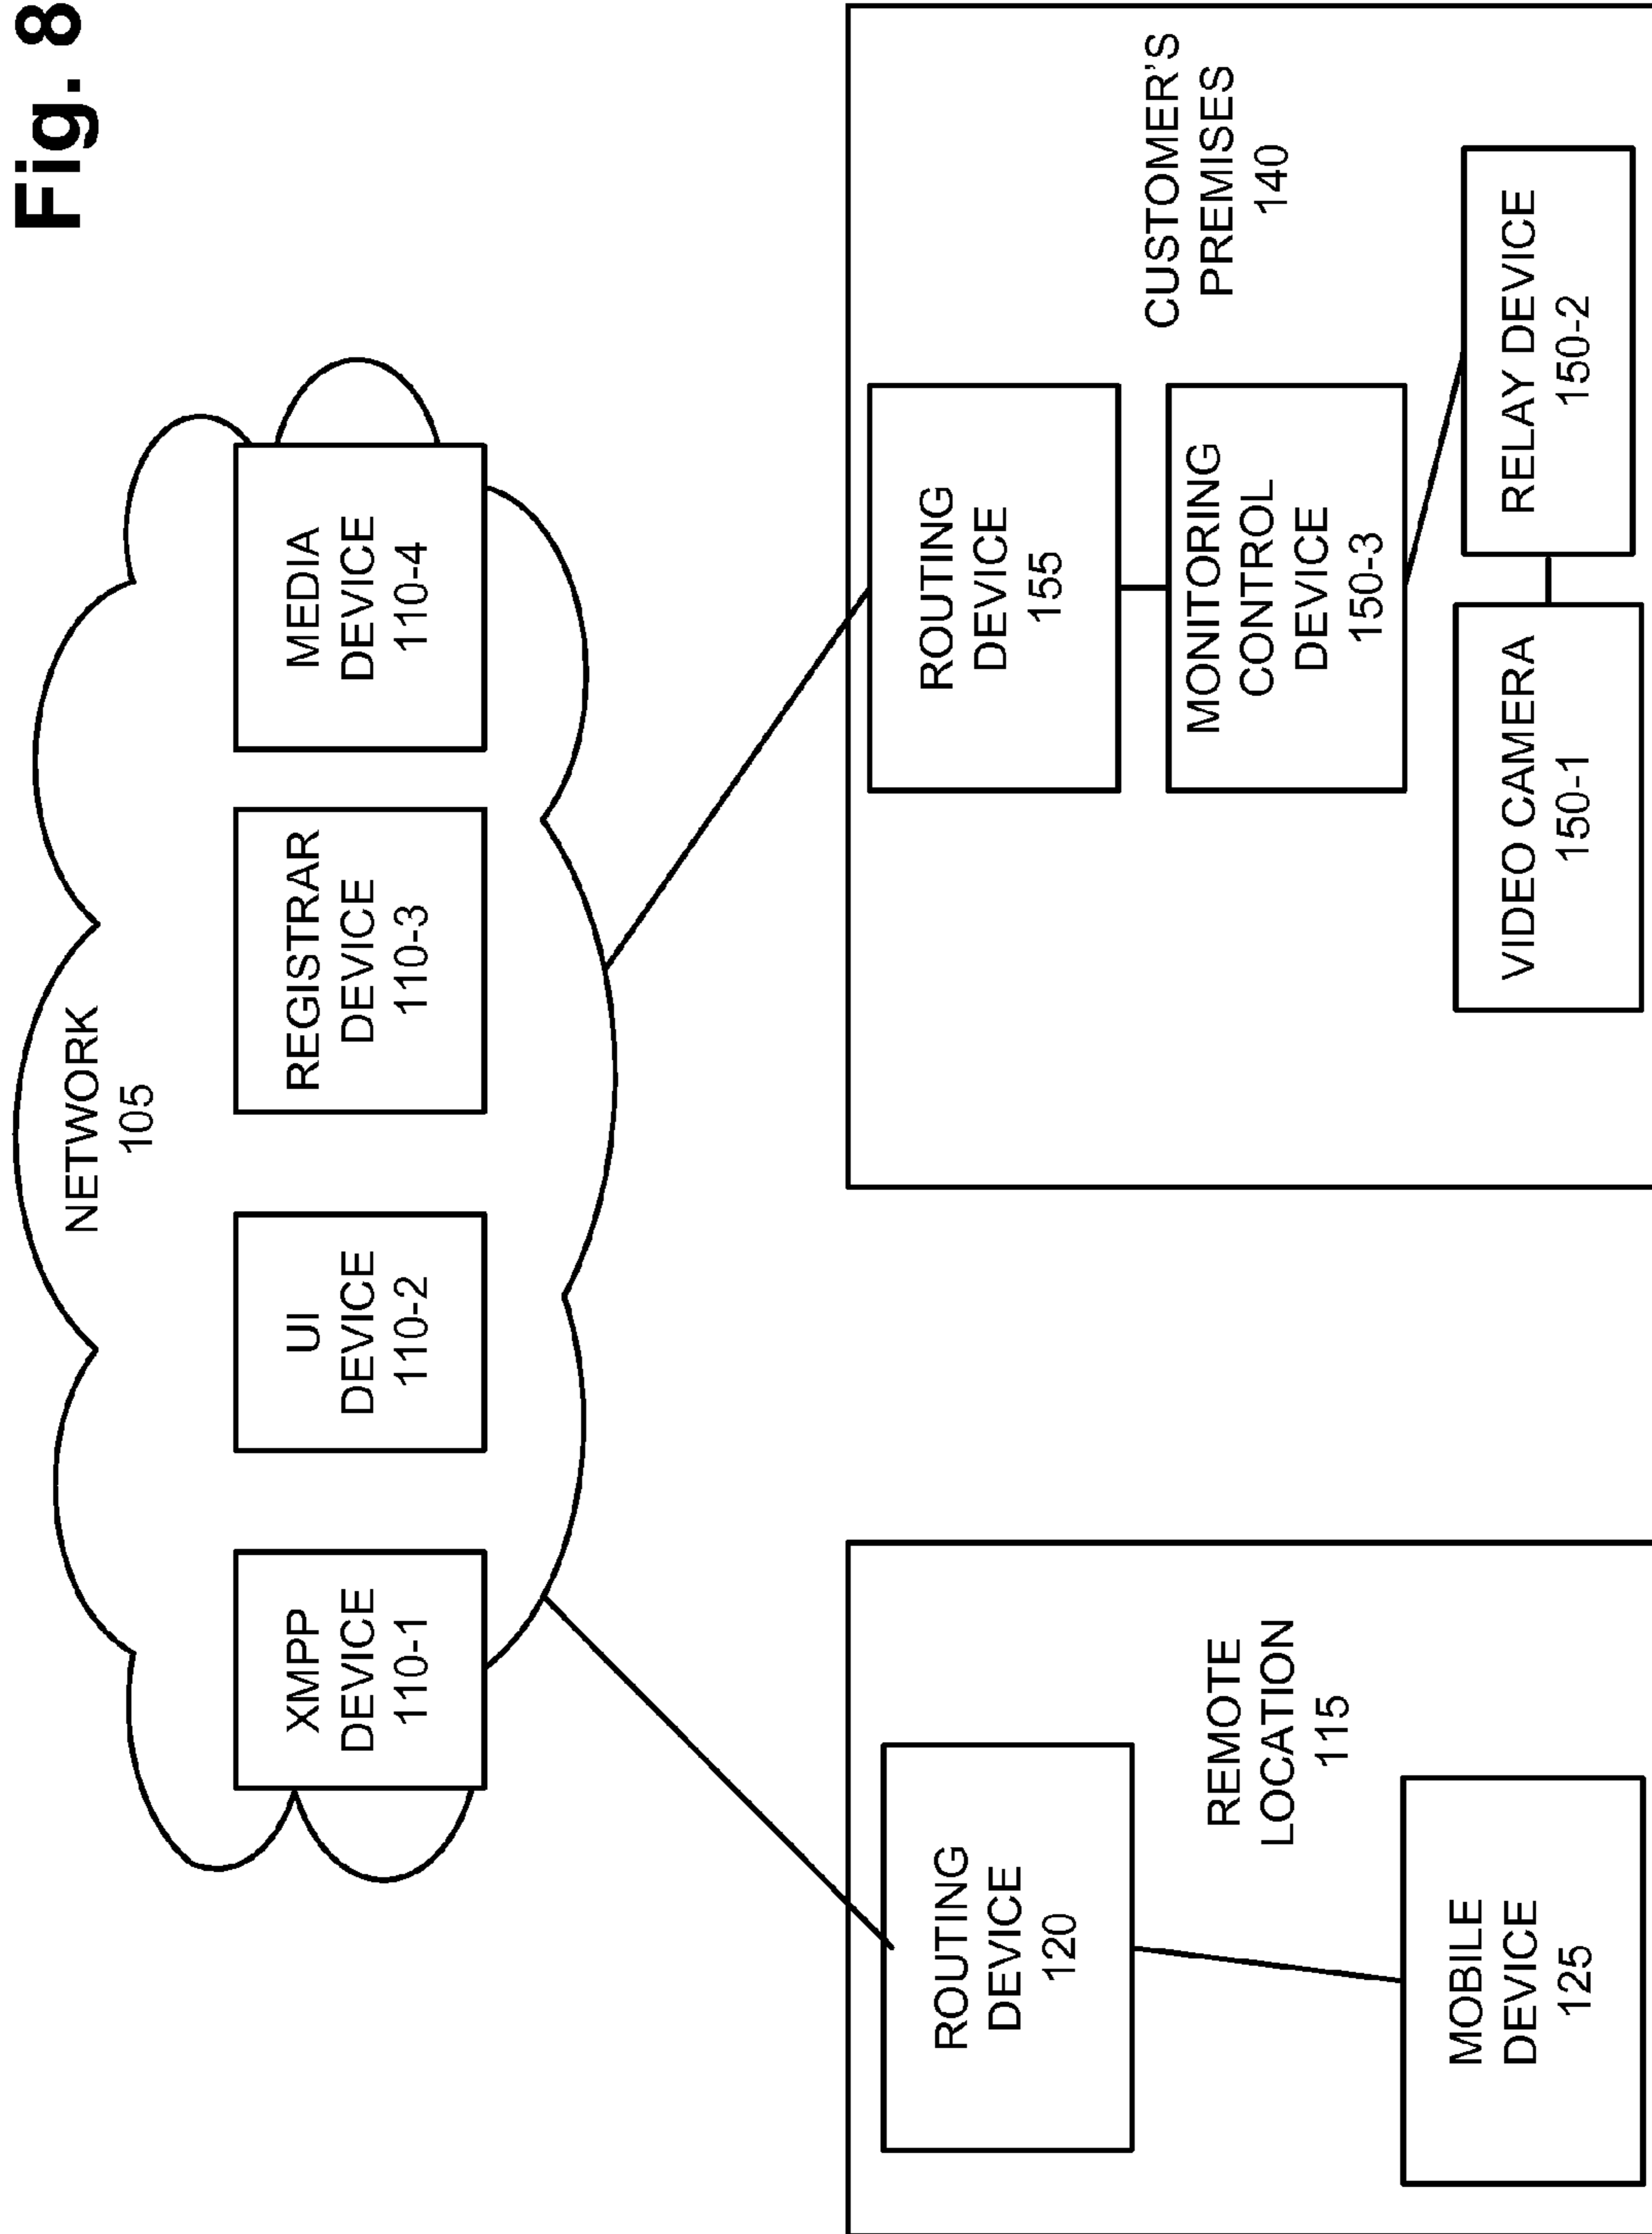 Fig. 8
NETWORK
105
XMPP
DEVICE
110-1
UI
DEVICE
110-2
REGISTRAR
DEVICE
110-3
MEDIA
DEVICE
110-4
ROUTING
DEVICE
120
REMOTE
LOCATION
115
MOBILE
DEVICE
125
ROUTING
DEVICE
155
CUSTOMER'S
PREMISES
140
MONITORING
CONTROL
DEVICE
150-3
VIDEO CAMERA
150-1
RELAY DEVICE
150-2